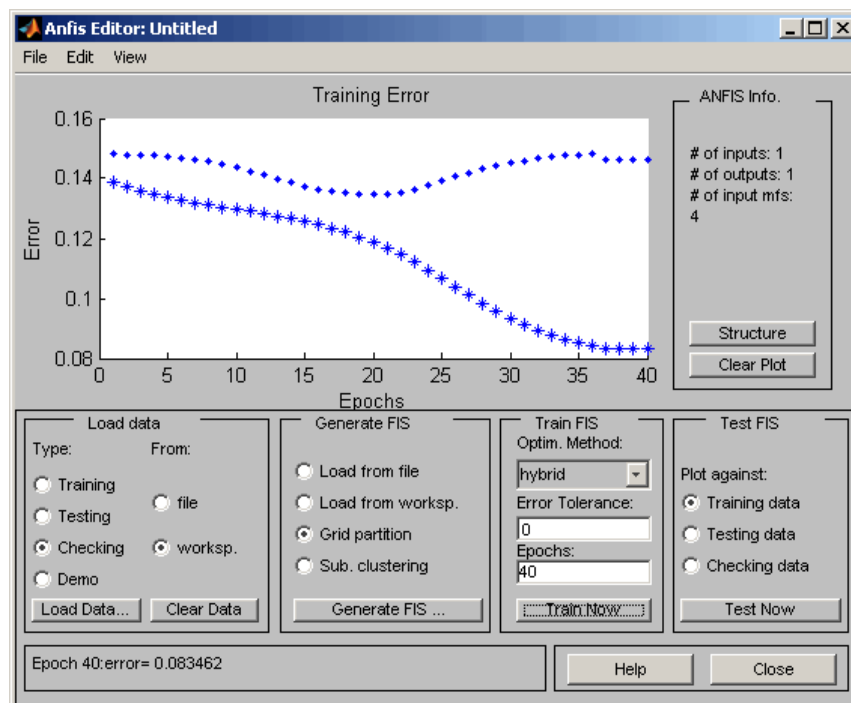 Anfis Editor: Untitled
File Edit View
Training Error
0.16
0.14
0.12
0.1
0.08
Error
0 5 10 15 20 25 30 35 40
Epochs
ANFIS Info.
# of inputs: 1
# of outputs: 1
# of input mfs:
4
Structure
Clear Plot
Load data
Type: From:
Training
Testing
Checking
Demo
file
worksp.
Load Data... Clear Data
Generate FIS
Load from file
Load from worksp.
Grid partition
Sub. clustering
Generate FIS ...
Train FIS
Optim. Method:
hybrid
Error Tolerance:
0
Epochs:
40
Train Now
Test FIS
Plot against:
Training data
Testing data
Checking data
Test Now
Epoch 40:error= 0.083462
Help Close